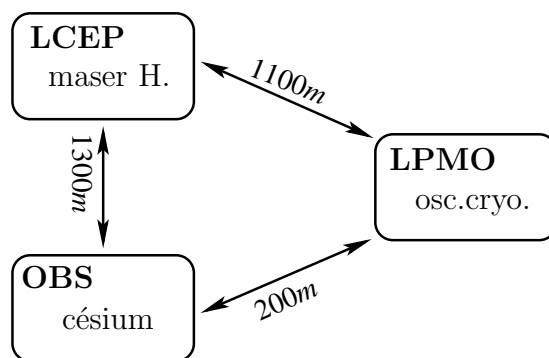 LCEP
maser H.
1100m
1300m
LPMO
osc.cryo.
OBS
césium
200m